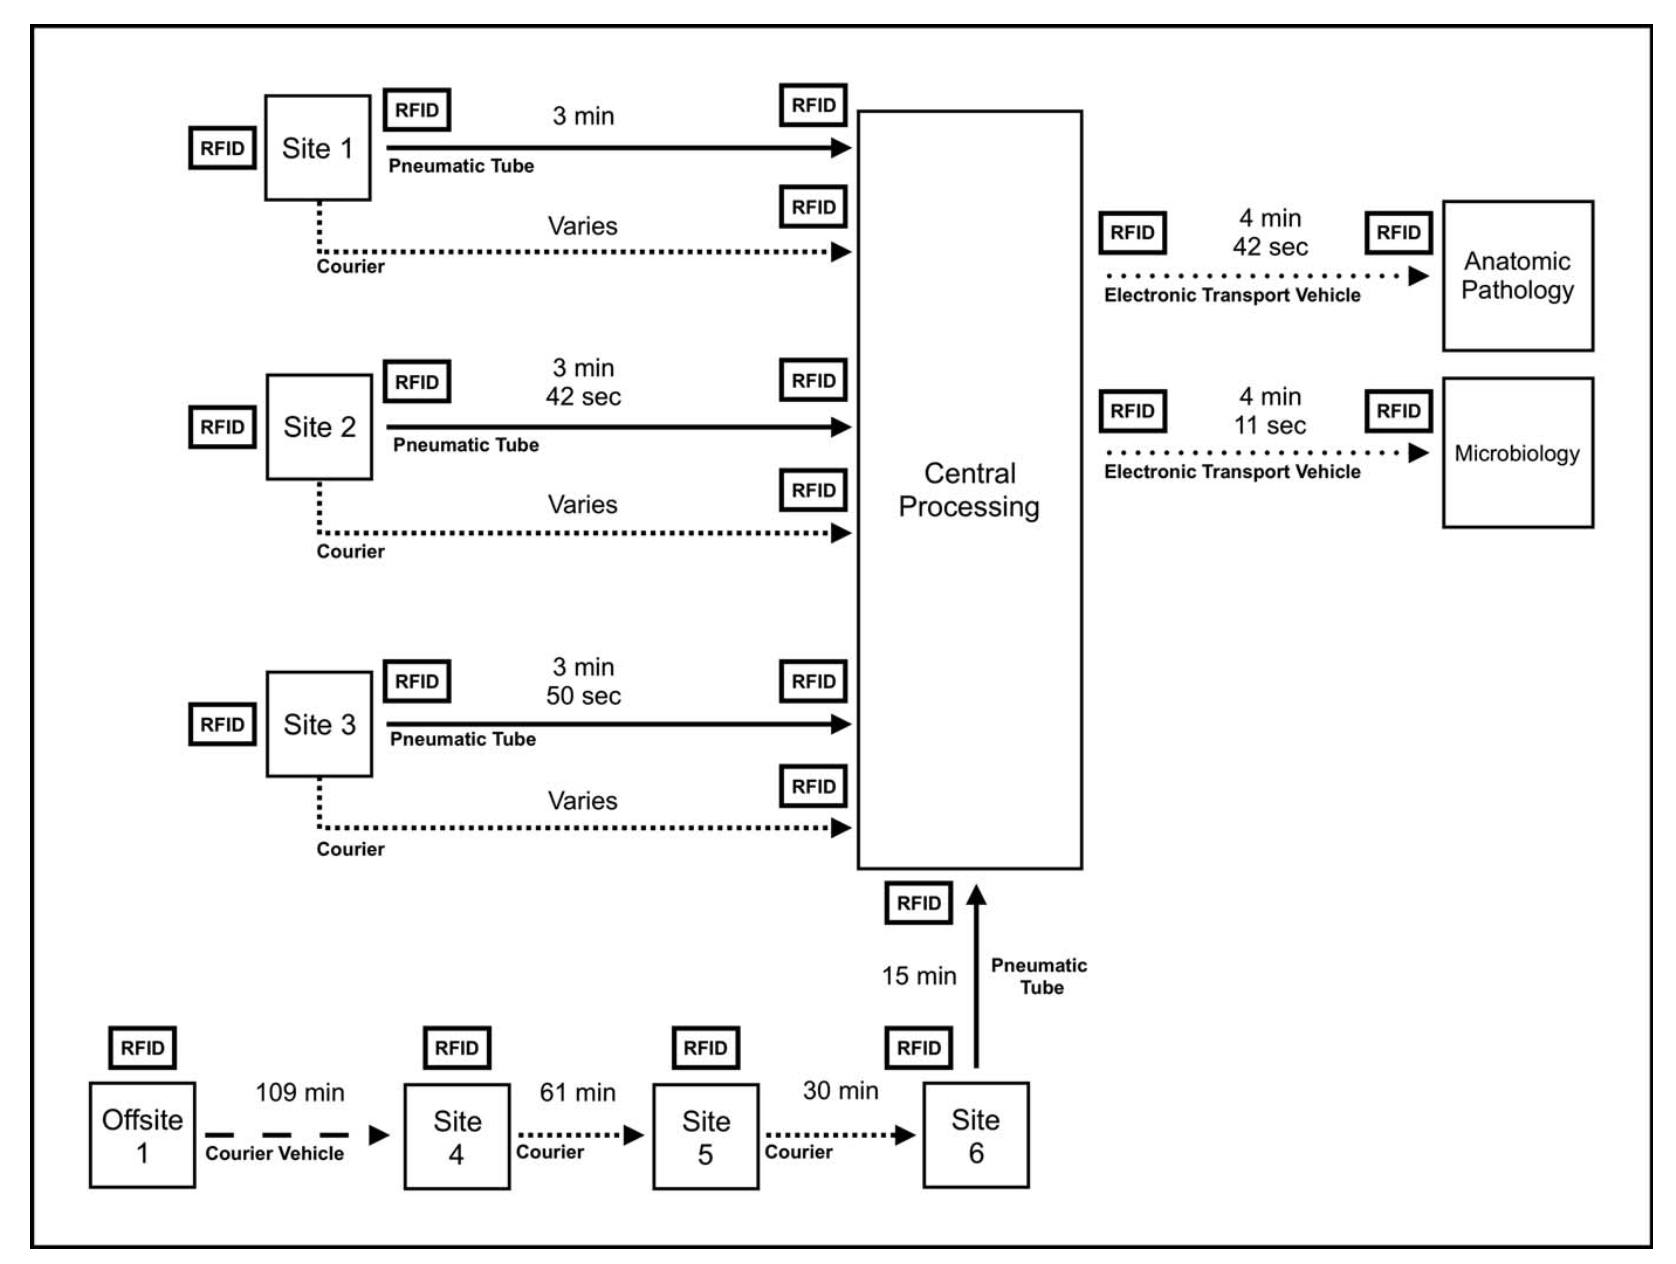 RFID
Site 1
RFID
3 min
Pneumatic Tube
RFID
Varies
Courier
RFID
RFID
Site 2
RFID
3 min
42 sec
Pneumatic Tube
RFID
Varies
Courier
RFID
RFID
Site 3
RFID
3 min
50 sec
Pneumatic Tube
RFID
Varies
Courier
RFID
Central
Processing
RFID
4 min
42 sec
Electronic Transport Vehicle
RFID
Anatomic
Pathology
RFID
4 min
11 sec
Electronic Transport Vehicle
RFID
Microbiology
RFID
Offsite
1
109 min
Courier Vehicle
RFID
Site
4
61 min
Courier
RFID
Site
5
30 min
Courier
RFID
Site
6
15 min
Pneumatic
Tube
RFID